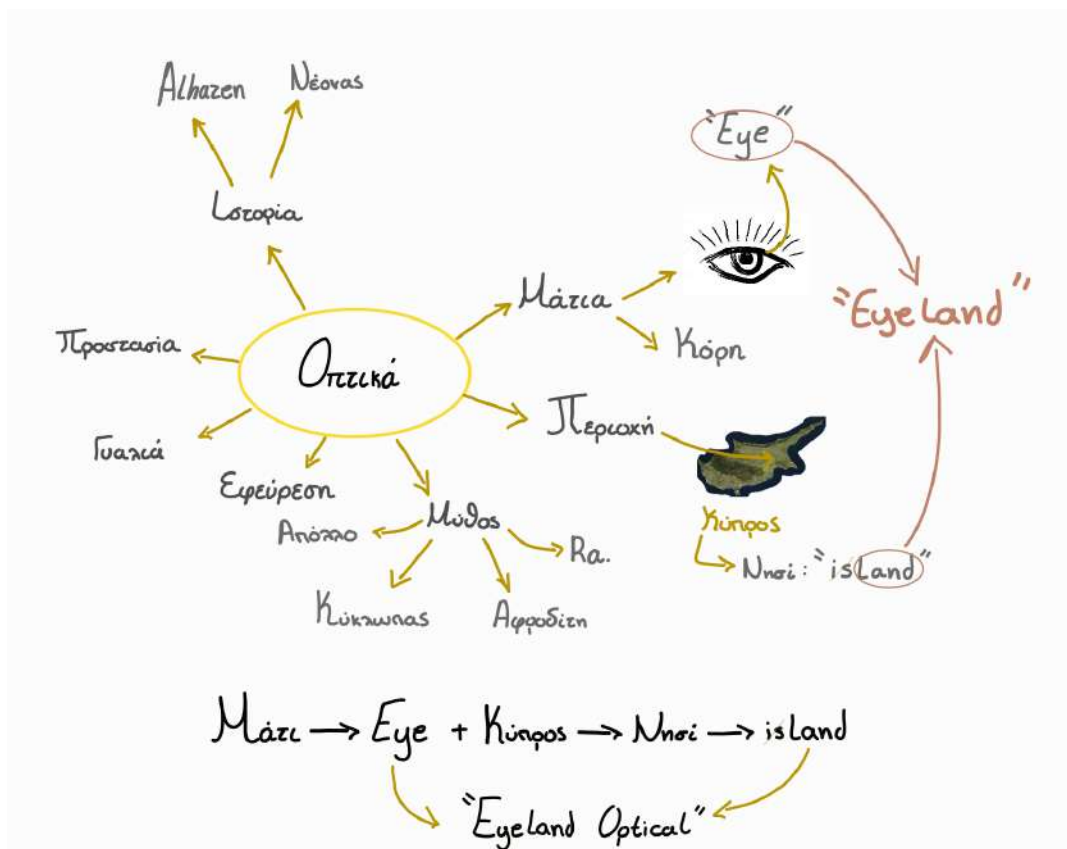 Alhazen
Νέονας
Ιστορία
"Eye"
Μάτια
"EyeLand"
Προστασία
Οπτικά
Κόρη
Περιοχή
Γυαλιά
Εφεύρεση
Μύθος
Απόλλο
Ra.
Κύπρος
Νησί: "isLand"
Κύκλωπας
Αφροδίτη
Μάτι → Eye + Κύπρος → Νησί → isLand
"EyeLand Optical"